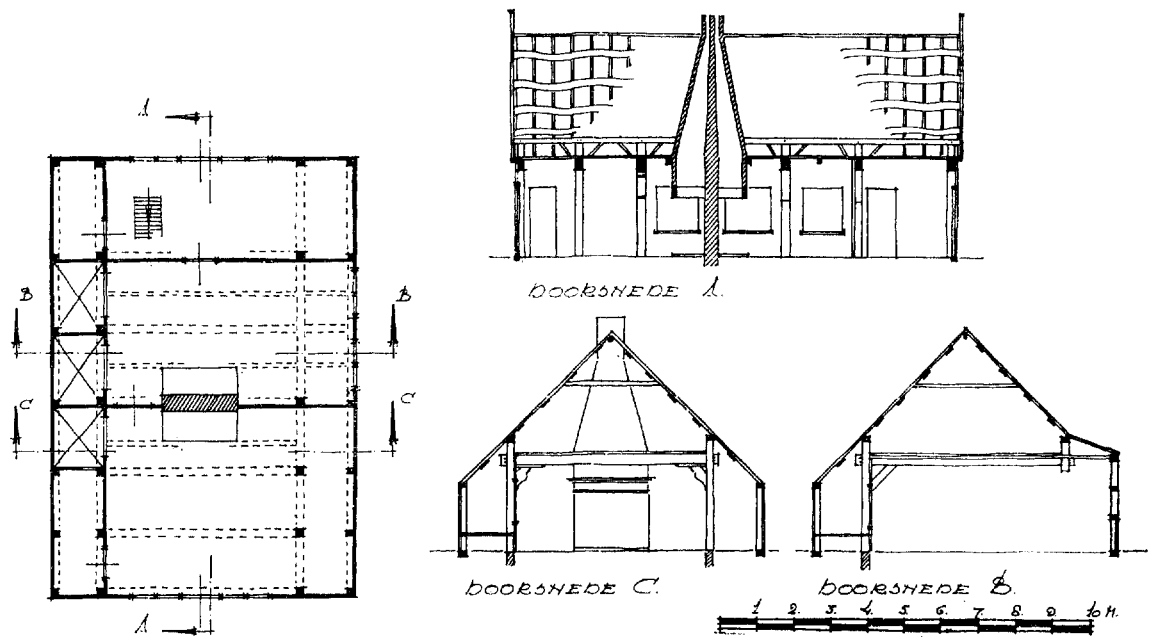 A
B B
C C
A
DOORSNEDE A.
DOORSNEDE C.
DOORSNEDE B.
1 2. 3. 4. 5. 6. 7. 8. 9. 10 M.